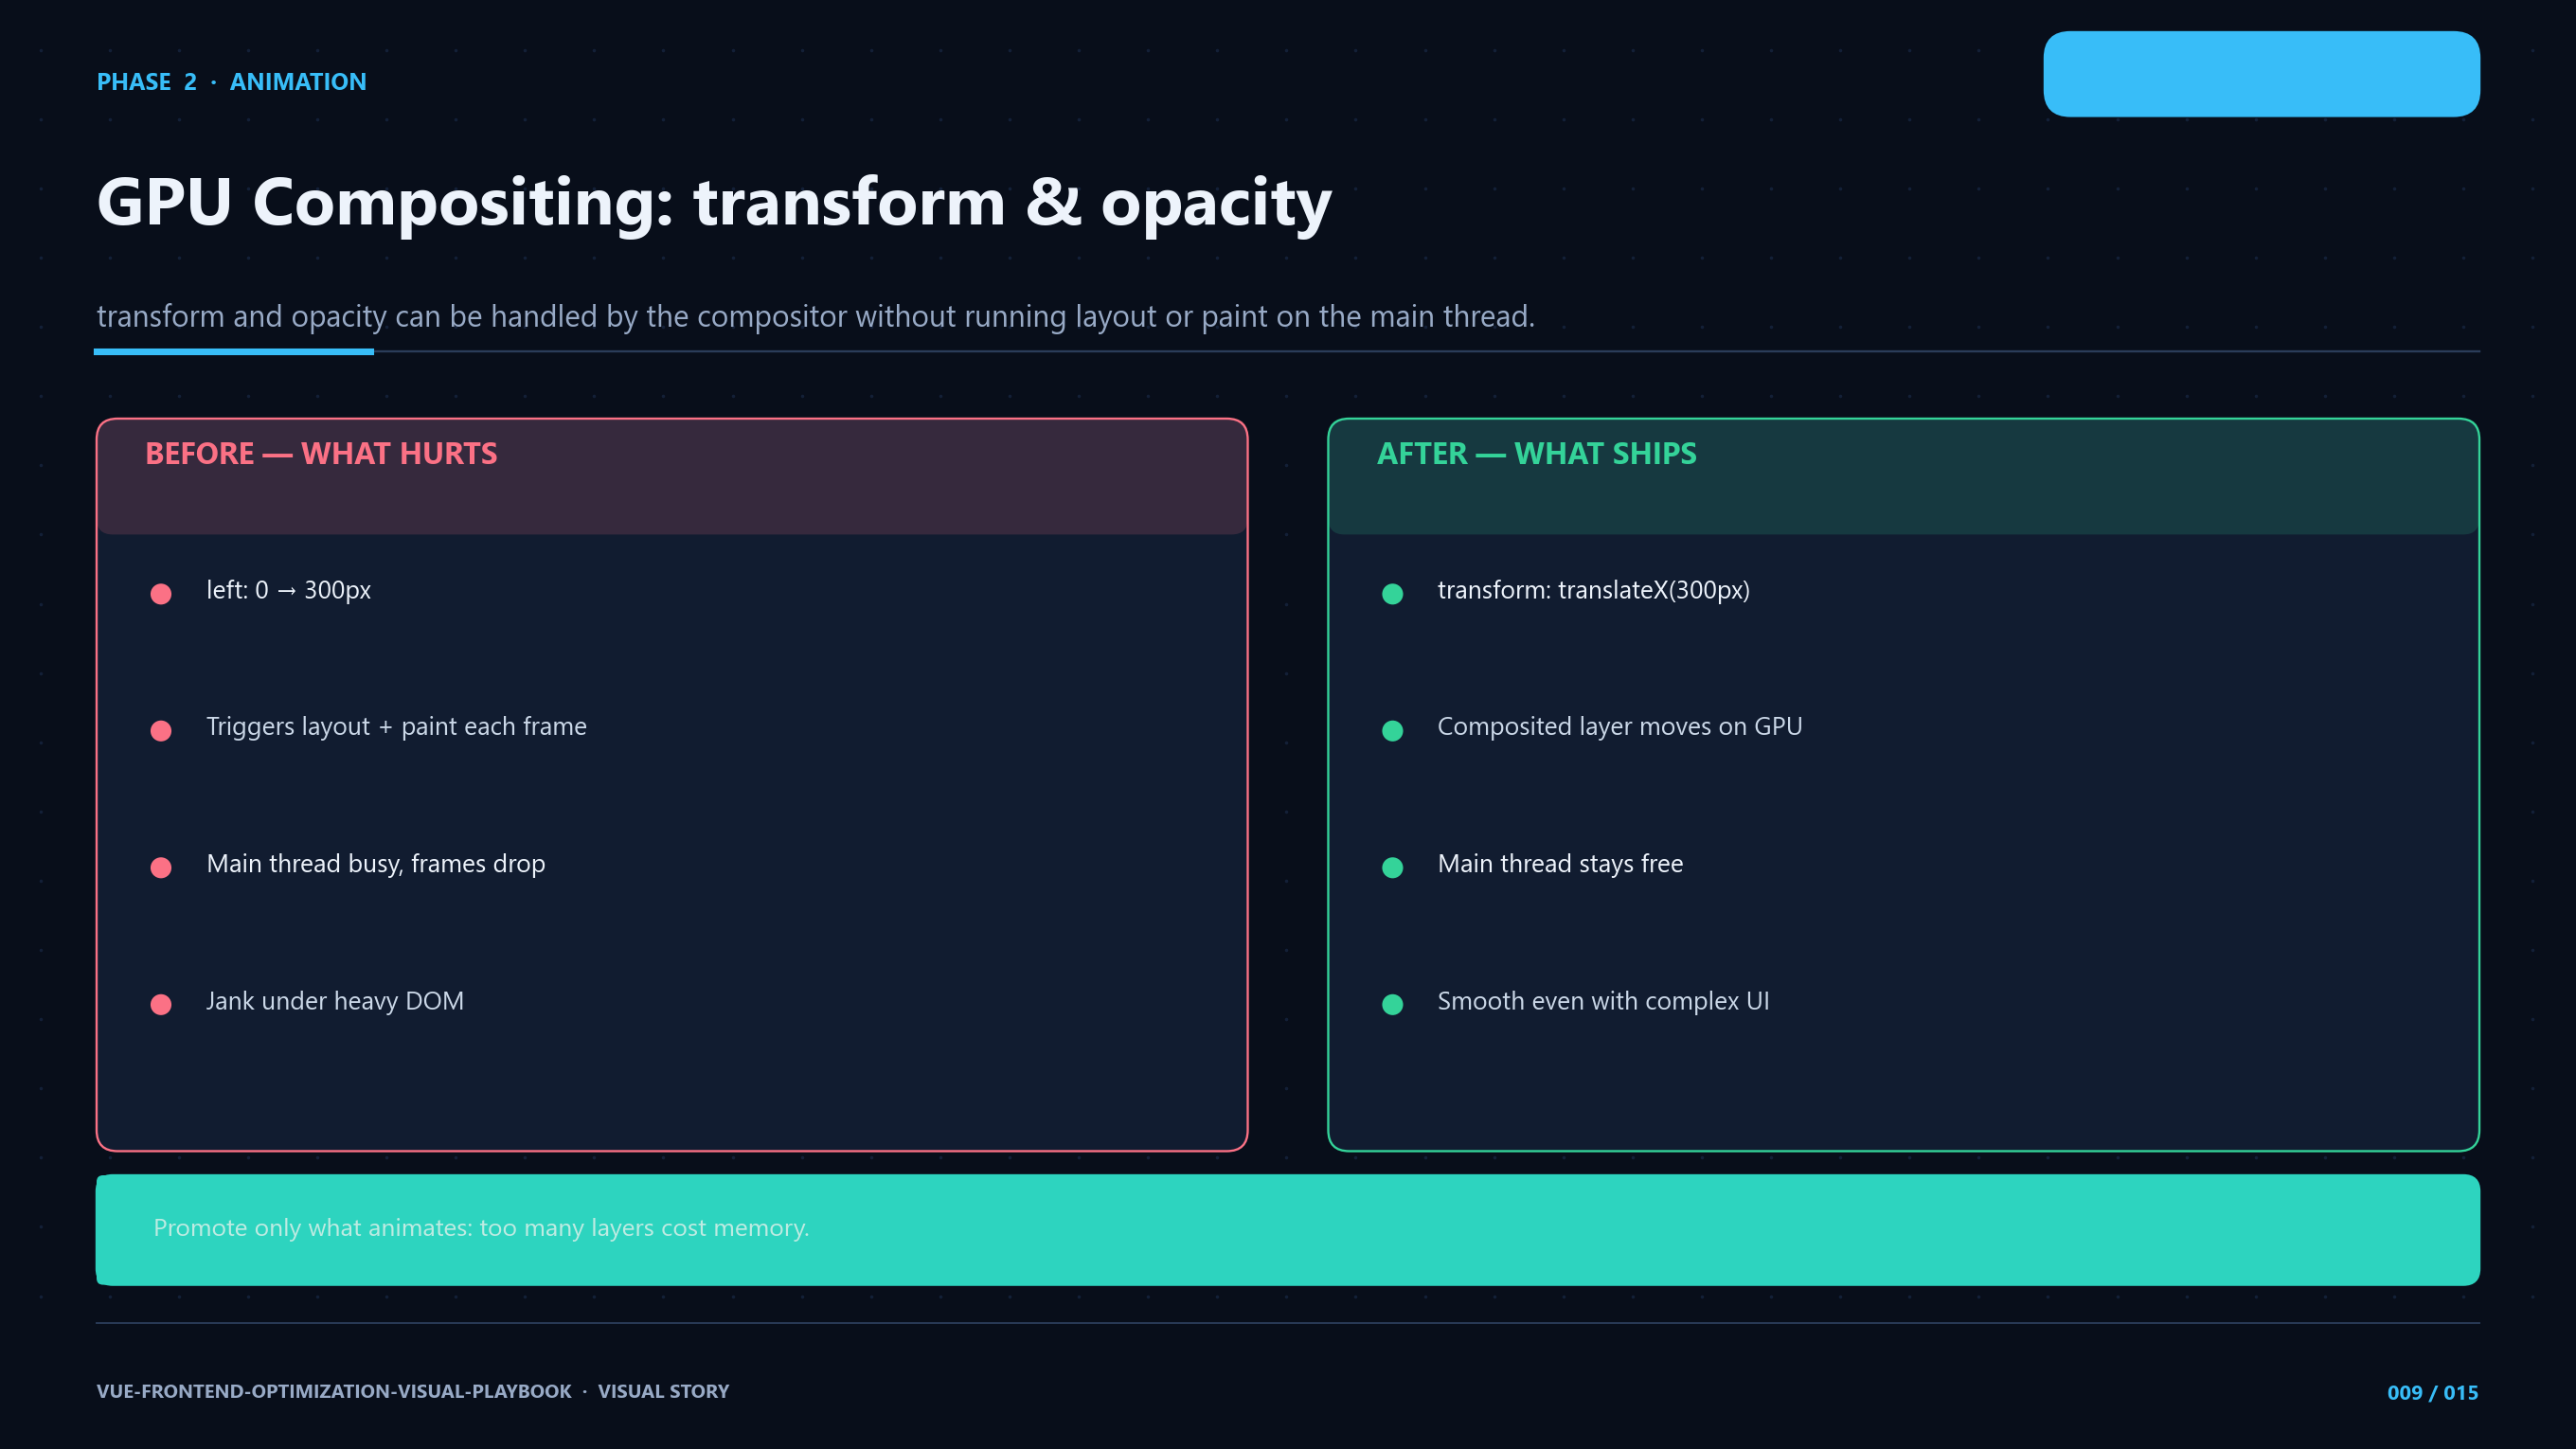 PHASE 2 · ANIMATION
GPU Compositing: transform & opacity
transform and opacity can be handled by the compositor without running layout or paint on the main thread.
BEFORE — WHAT HURTS
left: 0 → 300px
Triggers layout + paint each frame
Main thread busy, frames drop
Jank under heavy DOM
AFTER — WHAT SHIPS
transform: translateX(300px)
Composited layer moves on GPU
Main thread stays free
Smooth even with complex UI
Promote only what animates: too many layers cost memory.
VUE-FRONTEND-OPTIMIZATION-VISUAL-PLAYBOOK · VISUAL STORY
009 / 015